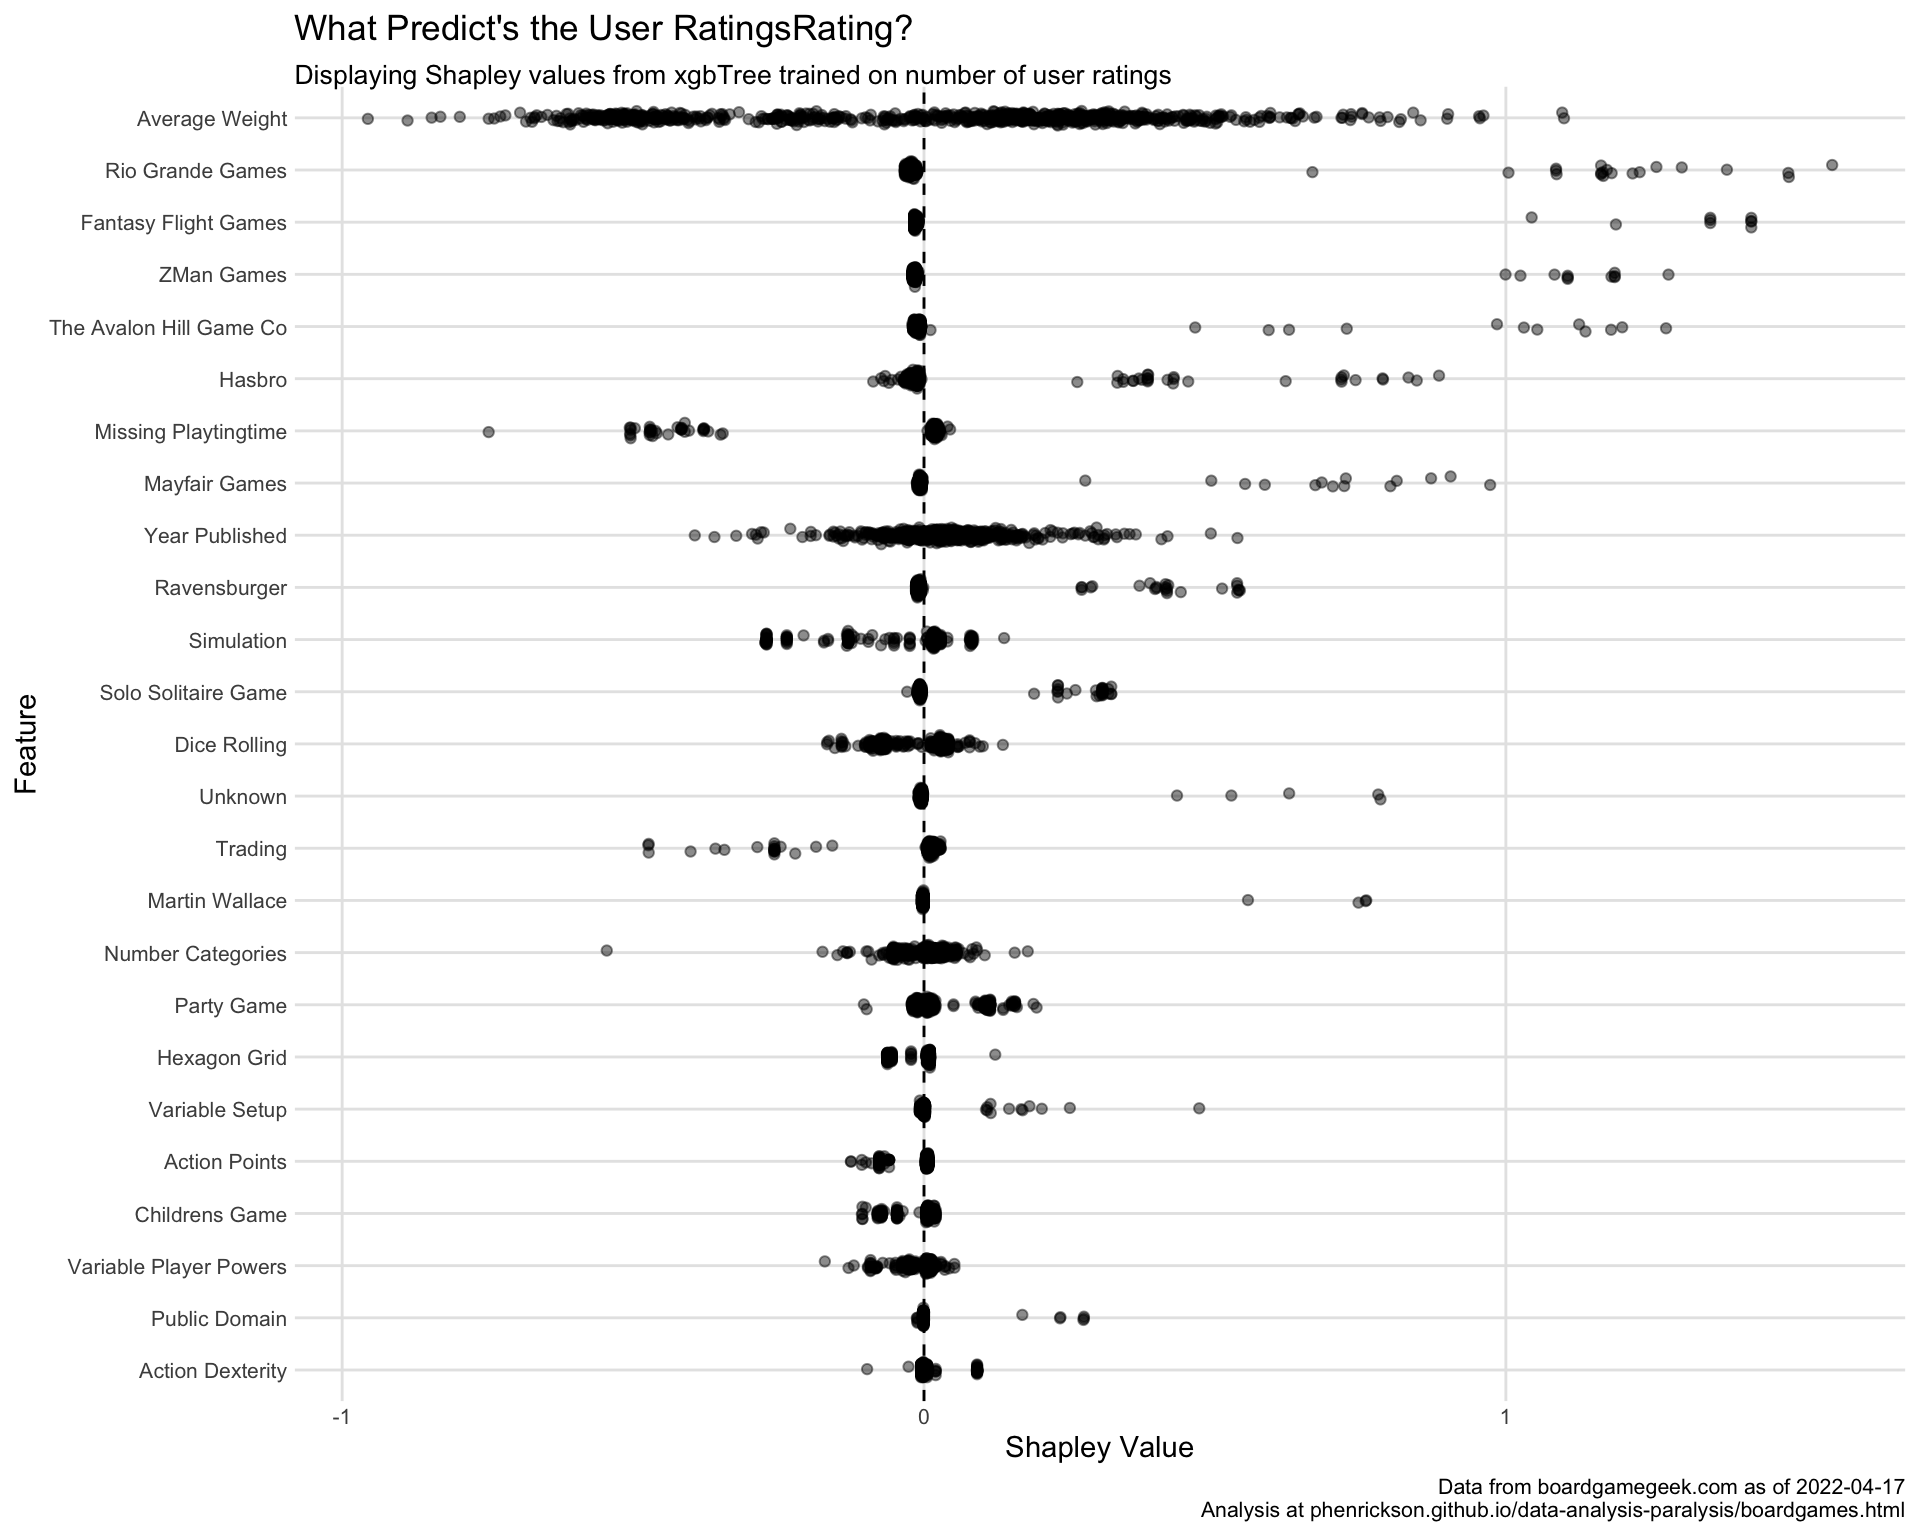 What Predict's the User RatingsRating?
Displaying Shapley values from xgbTree trained on number of user ratings
Average Weight
Rio Grande Games
Fantasy Flight Games
ZMan Games
The Avalon Hill Game Co
Hasbro
Missing Playtingtime
Mayfair Games
Year Published
Ravensburger
Simulation
Solo Solitaire Game
Dice Rolling
Unknown
Trading
Martin Wallace
Number Categories
Party Game
Hexagon Grid
Variable Setup
Action Points
Childrens Game
Variable Player Powers
Public Domain
Action Dexterity
Feature
-1
0
1
Shapley Value
Data from boardgamegeek.com as of 2022-04-17
Analysis at phenrickson.github.io/data-analysis-paralysis/boardgames.html